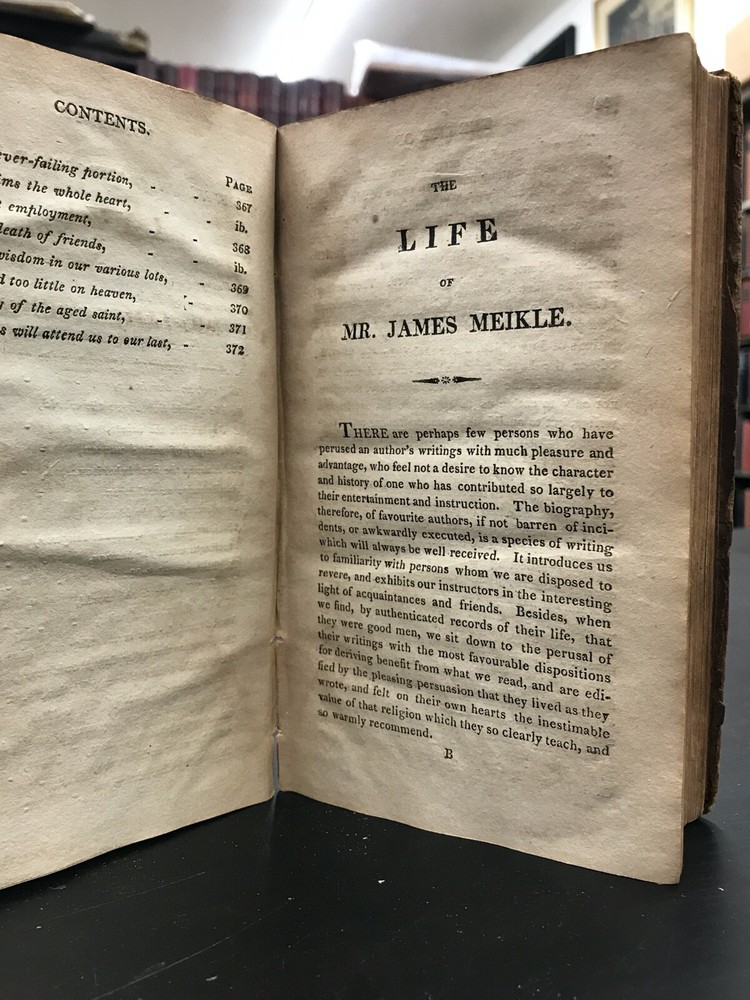 CONTENTS.
PAGE
ver-failing portion, - - 367
ims the whole heart, - - ib.
employment, - - 368
death of friends, - - ib.
wisdom in our various lots, - 369
d too little on heaven, - - 370
of the aged saint, - - 371
s will attend us to our last, - 372
THE
LIFE
OF
MR. JAMES MEIKLE.
THERE are perhaps few persons who have
perused an author's writings with much pleasure and
advantage, who feel not a desire to know the character
and history of one who has contributed so largely to
their entertainment and instruction. The biography,
therefore, of favourite authors, if not barren of inci-
dents, or awkwardly executed, is a species of writing
which will always be well received. It introduces us
to familiarity with persons whom we are disposed to
revere, and exhibits our instructors in the interesting
light of acquaintances and friends. Besides, when
we find, by authenticated records of their life, that
they were good men, we sit down to the perusal of
their writings with the most favourable dispositions
for deriving benefit from what we read, and are edi-
fied by the pleasing persuasion that they lived as they
wrote, and felt on their own hearts the inestimable
value of that religion which they so clearly teach, and
so warmly recommend.
B